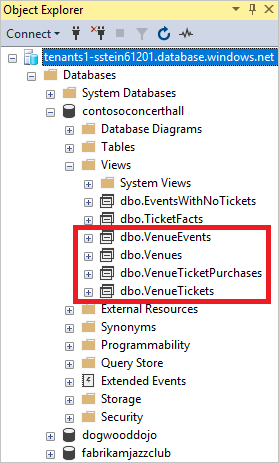 Object Explorer
Connect
tenants1-sstein61201.database.windows.net
Databases
System Databases
contosoconcerthall
Database Diagrams
Tables
Views
System Views
dbo.EventsWithNoTickets
dbo.TicketFacts
dbo.VenueEvents
dbo.Venues
dbo.VenueTicketPurchases
dbo.VenueTickets
External Resources
Synonyms
Programmability
Query Store
Extended Events
Storage
Security
dogwooddojo
fabrikamjazzclub